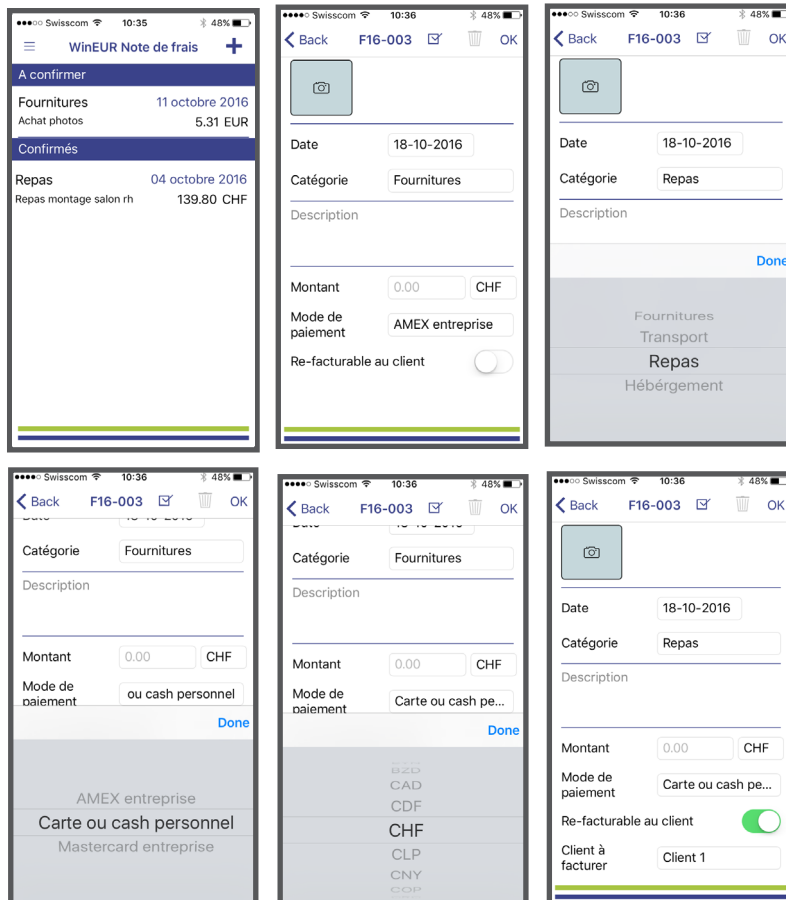 Swisscom 10:35 48%
WinEUR Note de frais +
A confirmer
Fournitures 11 octobre 2016
Achat photos 5.31 EUR
Confirmés
Repas 04 octobre 2016
Repas montage salon rh 139.80 CHF
Swisscom 10:36 48%
Back F16-003 OK
Date 18-10-2016
Catégorie Fournitures
Description
Montant 0.00 CHF
Mode de
paiement AMEX entreprise
Re-facturable au client
Swisscom 10:36 48%
Back F16-003 OK
Date 18-10-2016
Catégorie Repas
Description
Done
Fournitures
Transport
Repas
Hébérgement
Swisscom 10:36 48%
Back F16-003 OK
Catégorie Fournitures
Description
Montant 0.00 CHF
Mode de
paiement ou cash personnel
Done
AMEX entreprise
Carte ou cash personnel
Mastercard entreprise
Swisscom 10:36 48%
Back F16-003 OK
Catégorie Fournitures
Description
Montant 0.00 CHF
Mode de
paiement Carte ou cash pe...
Done
BZD
CAD
CDF
CHF
CLP
CNY
COP
Swisscom 10:36 48%
Back F16-003 OK
Date 18-10-2016
Catégorie Repas
Description
Montant 0.00 CHF
Mode de
paiement Carte ou cash pe...
Re-facturable au client
Client à
facturer Client 1